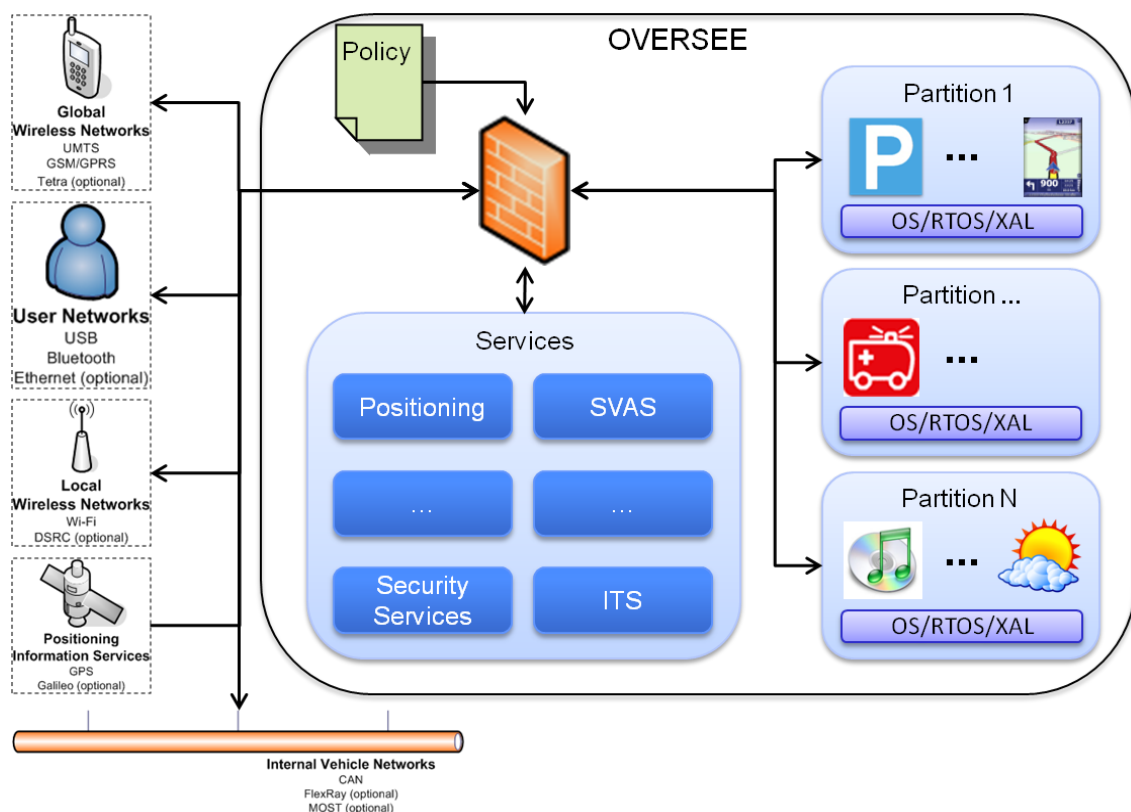 OVERSEE
Policy
Global
Wireless Networks
UMTS
GSM/GPRS
Tetra (optional)
User Networks
USB
Bluetooth
Ethernet (optional)
Local
Wireless Networks
Wi-Fi
DSRC (optional)
Positioning
Information Services
GPS
Galileo (optional)
Internal Vehicle Networks
CAN
FlexRay (optional)
MOST (optional)
Services
Positioning
SVAS
...
...
Security
Services
ITS
Partition 1
P
...
900
OS/RTOS/XAL
Partition ...
...
OS/RTOS/XAL
Partition N
...
OS/RTOS/XAL